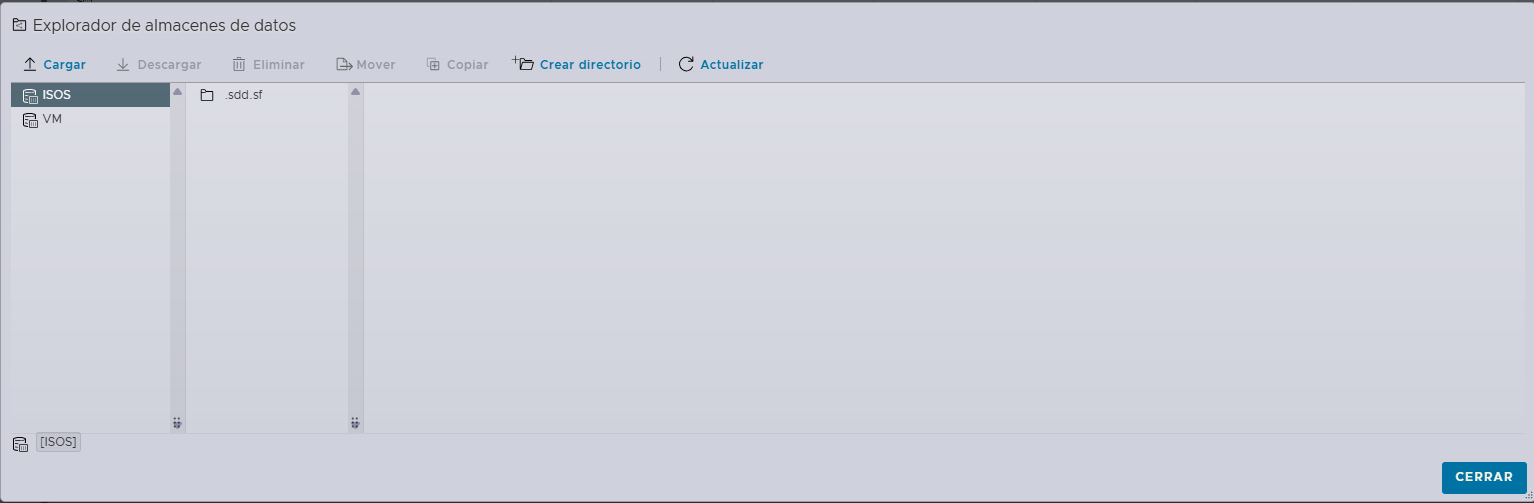 Explorador de almacenes de datos
Cargar Descargar Eliminar Mover Copiar Crear directorio Actualizar
ISOS .sdd.sf
VM
[ISOS]
CERRAR